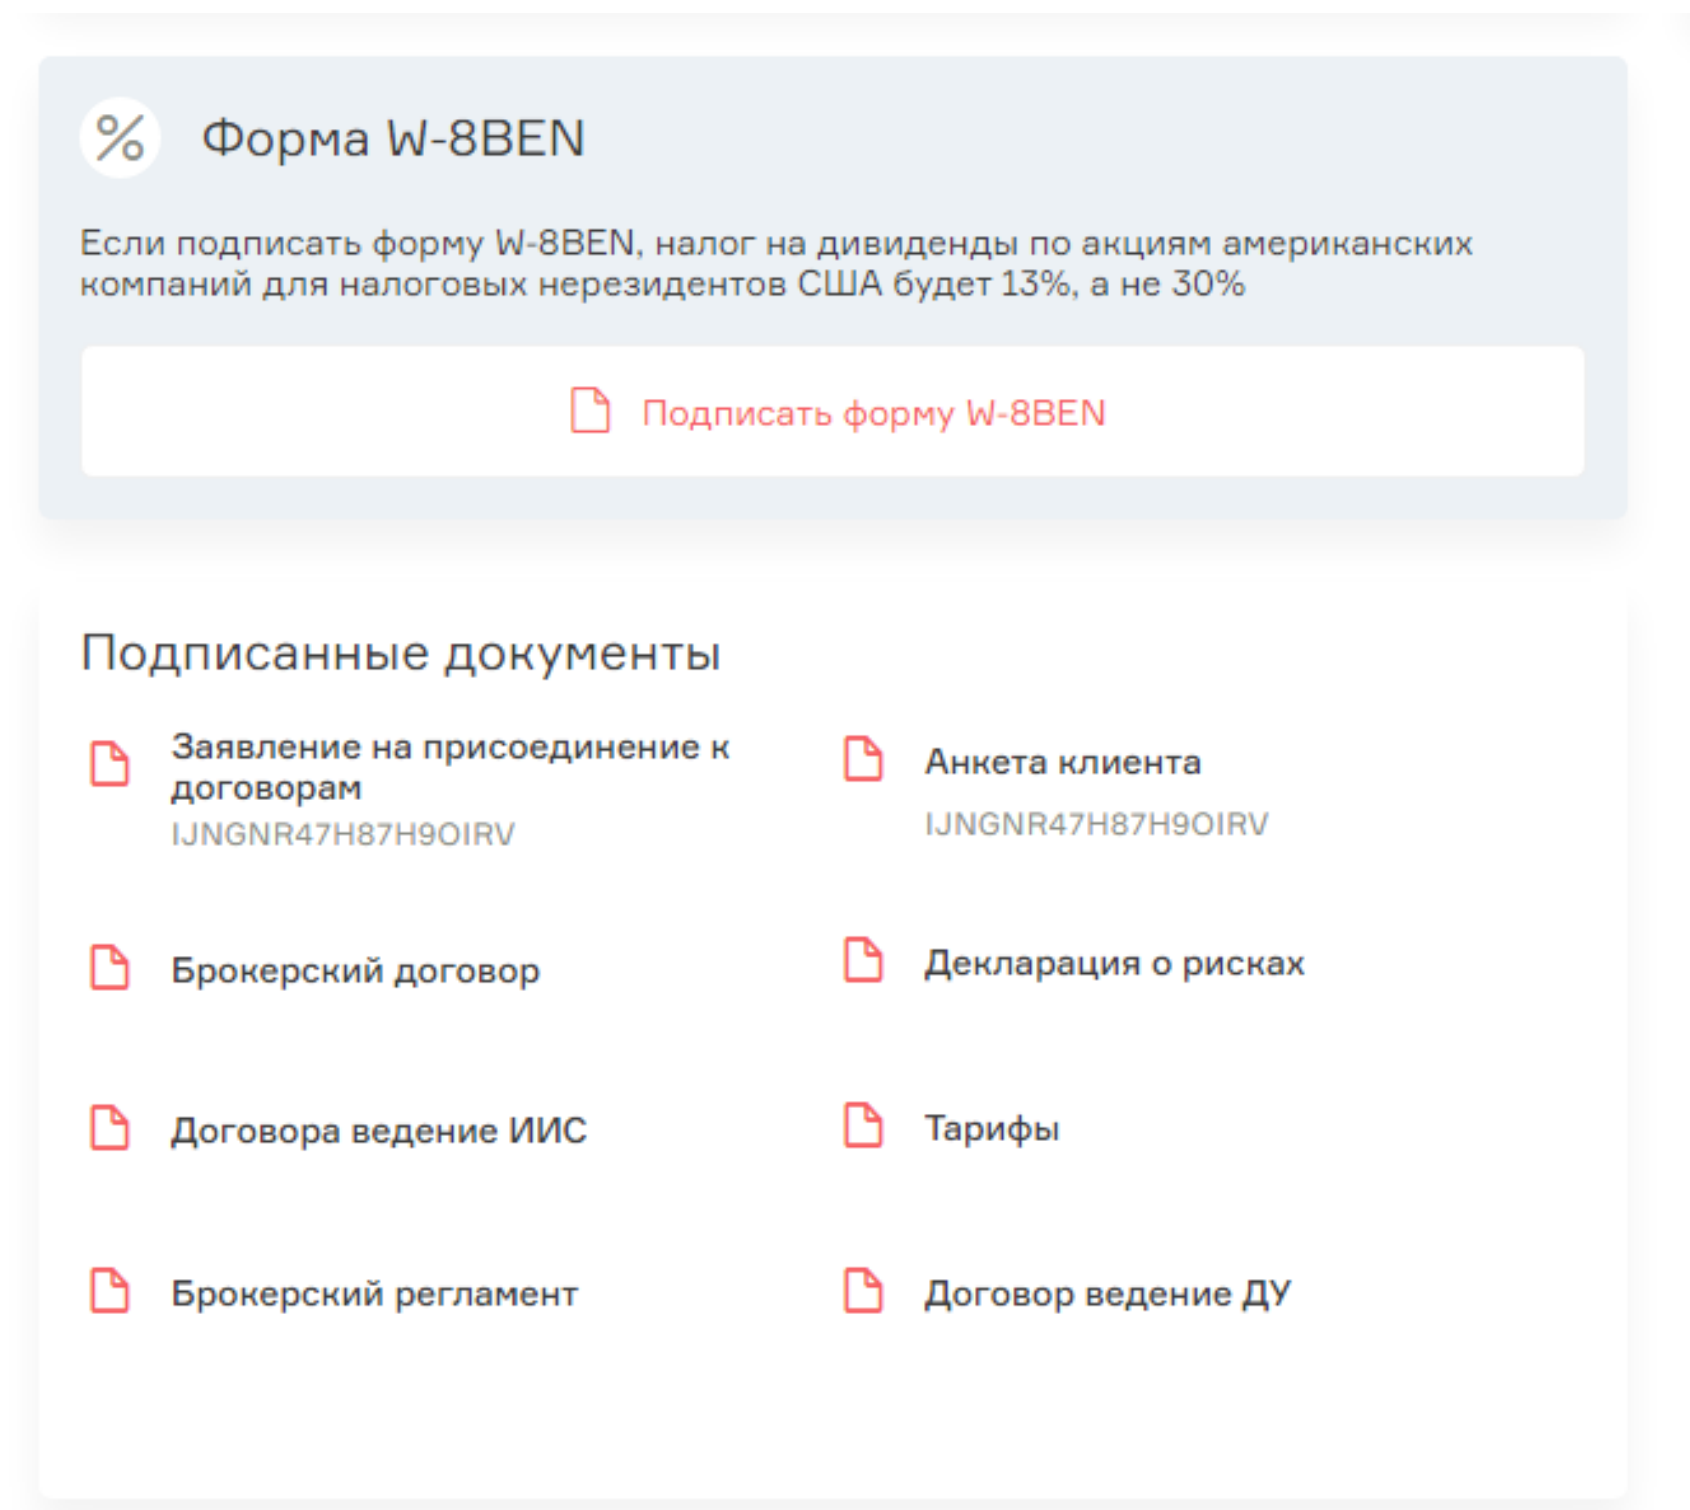 Форма W-8BEN
Если подписать форму W-8BEN, налог на дивиденды по акциям американских
компаний для налоговых нерезидентов США будет 13%, а не 30%
Подписать форму W-8BEN
Подписанные документы
Заявление на присоединение к
договорам
IJNGNR47H87H9OIRV
Анкета клиента
IJNGNR47H87H9OIRV
Брокерский договор
Декларация о рисках
Договора ведение ИИС
Тарифы
Брокерский регламент
Договор ведение ДУ